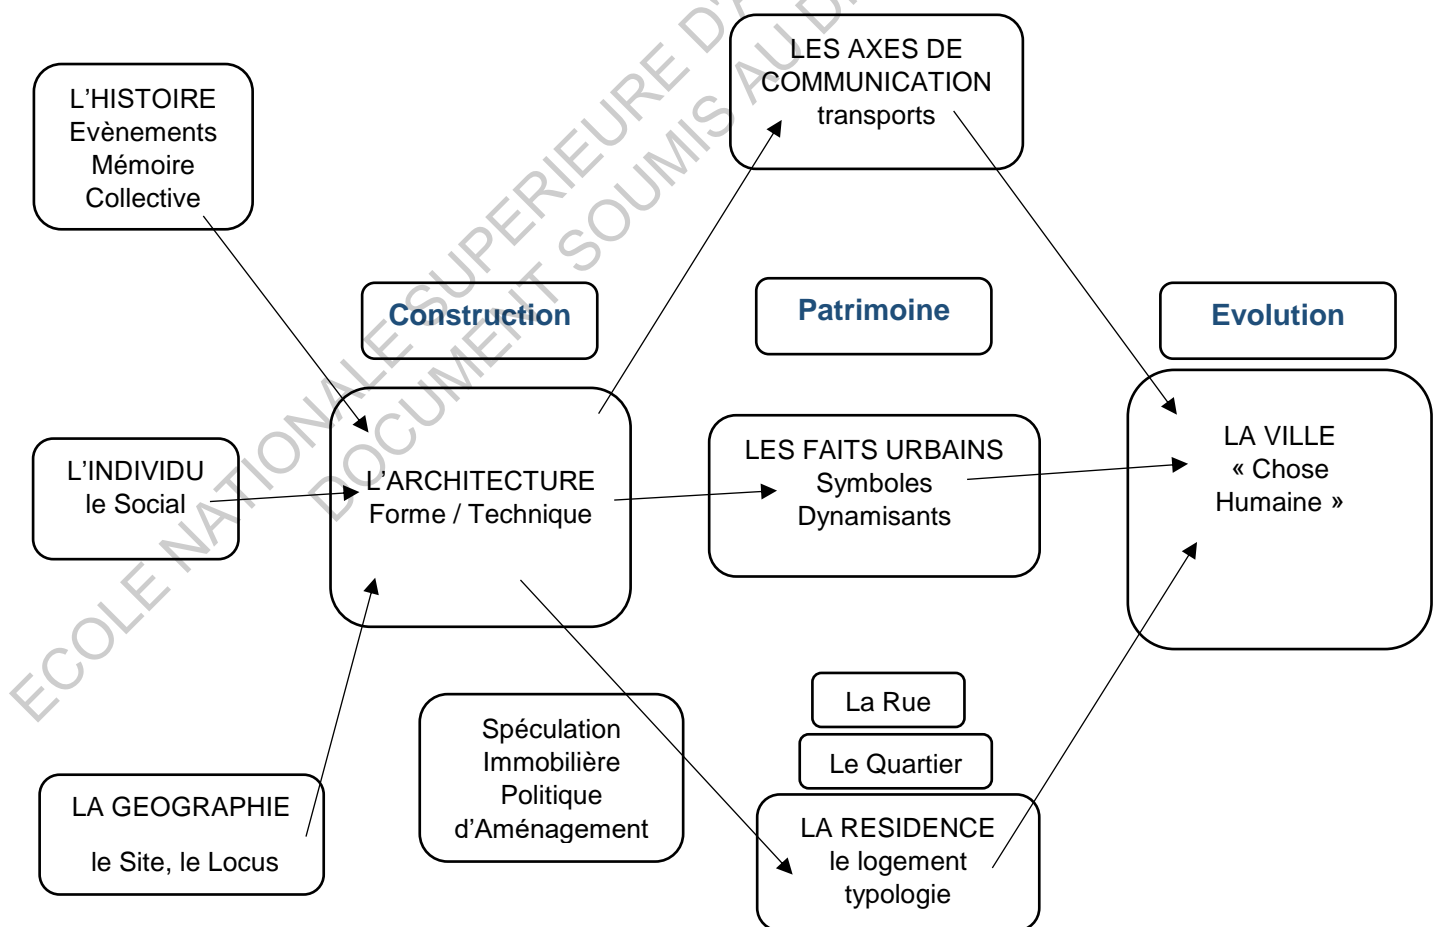 LES AXES DE
COMMUNICATION
transports
L'HISTOIRE
Evènements
Mémoire
Collective
Construction
Patrimoine
Evolution
L'INDIVIDU
le Social
L'ARCHITECTURE
Forme / Technique
LES FAITS URBAINS
Symboles
Dynamisants
LA VILLE
« Chose
Humaine »
La Rue
Le Quartier
Spéculation
Immobilière
Politique
d'Aménagement
LA GEOGRAPHIE
le Site, le Locus
LA RESIDENCE
le logement
typologie
ECOLE NATIONALE SUPERIEURE D'A
DOCUMENT SOUMIS AU D